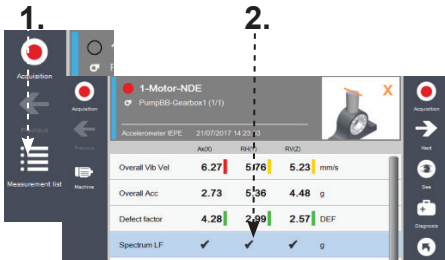 1.
2.
Acquisition
Previous
Measurement list
Acquisition
Previous
Machine
1-Motor-NDE
X
PumpBB-Gearbox1 (1/1)
Accelerometer IEPE 21/07/2017 14:23:
Ax(X) RH(Y) RV(Z)
Overall Vib Vel 6.27 5.76 5.23 mm/s
Overall Acc 2.73 5.36 4.48 g
Defect factor 4.28 2.99 2.57 DEF
Spectrum LF ✔ ✔ ✔ g
Acquisition
Next
See
Diagnosis